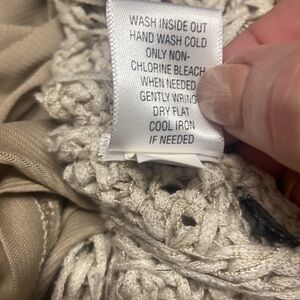 WASH INSIDE OUT
HAND WASH COLD
ONLY NON-
CHLORINE BLEACH
WHEN NEEDED
GENTLY WRING
DRY FLAT
COOL IRON
IF NEEDED